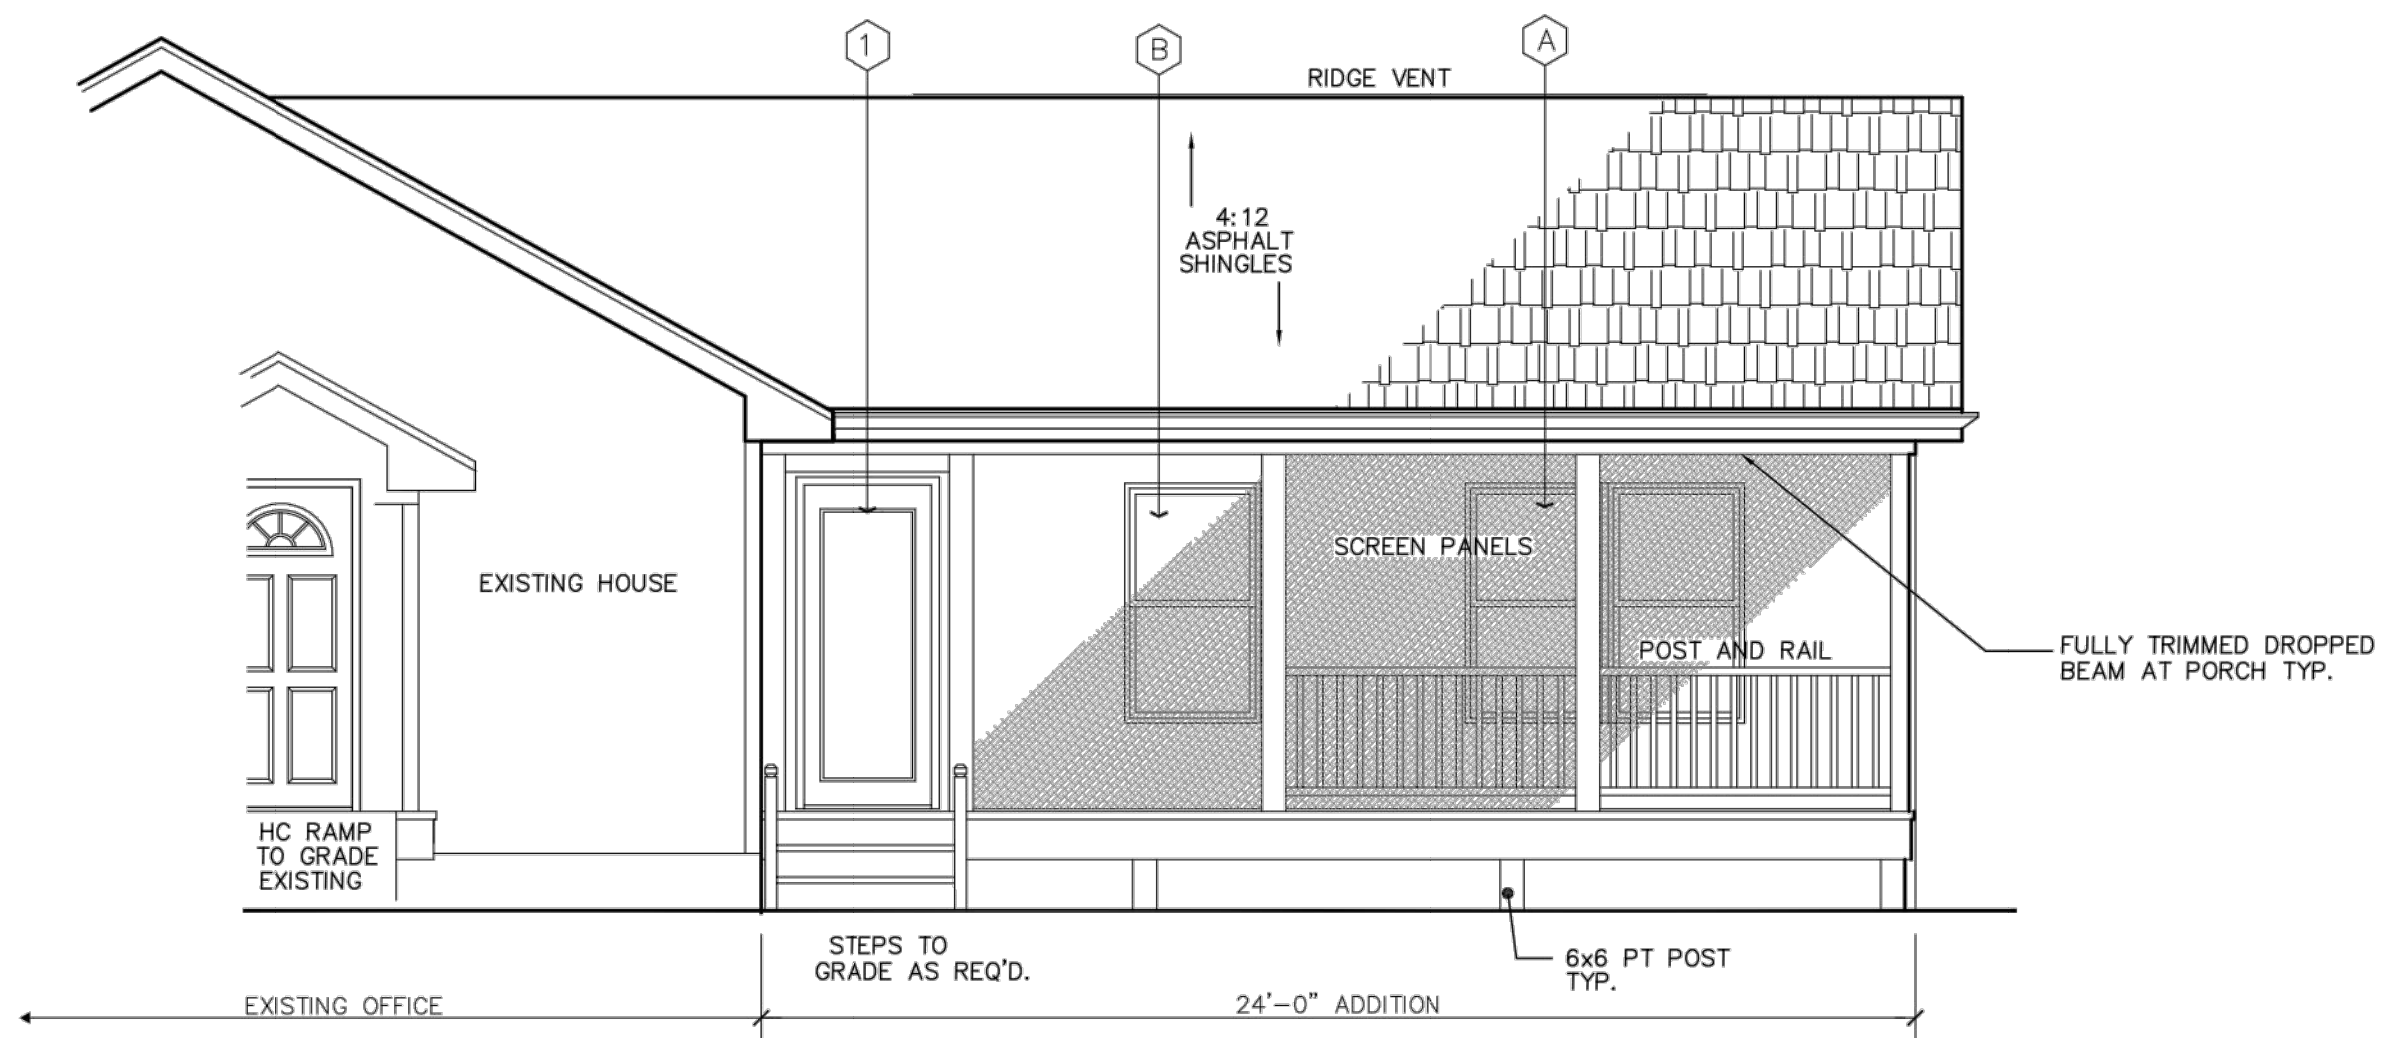 1
B
A
RIDGE VENT
4:12
ASPHALT
SHINGLES
SCREEN PANELS
EXISTING HOUSE
POST AND RAIL
FULLY TRIMMED DROPPED
BEAM AT PORCH TYP.
HC RAMP
TO GRADE
EXISTING
STEPS TO
GRADE AS REQ'D.
6x6 PT POST
TYP.
EXISTING OFFICE
24'-0" ADDITION